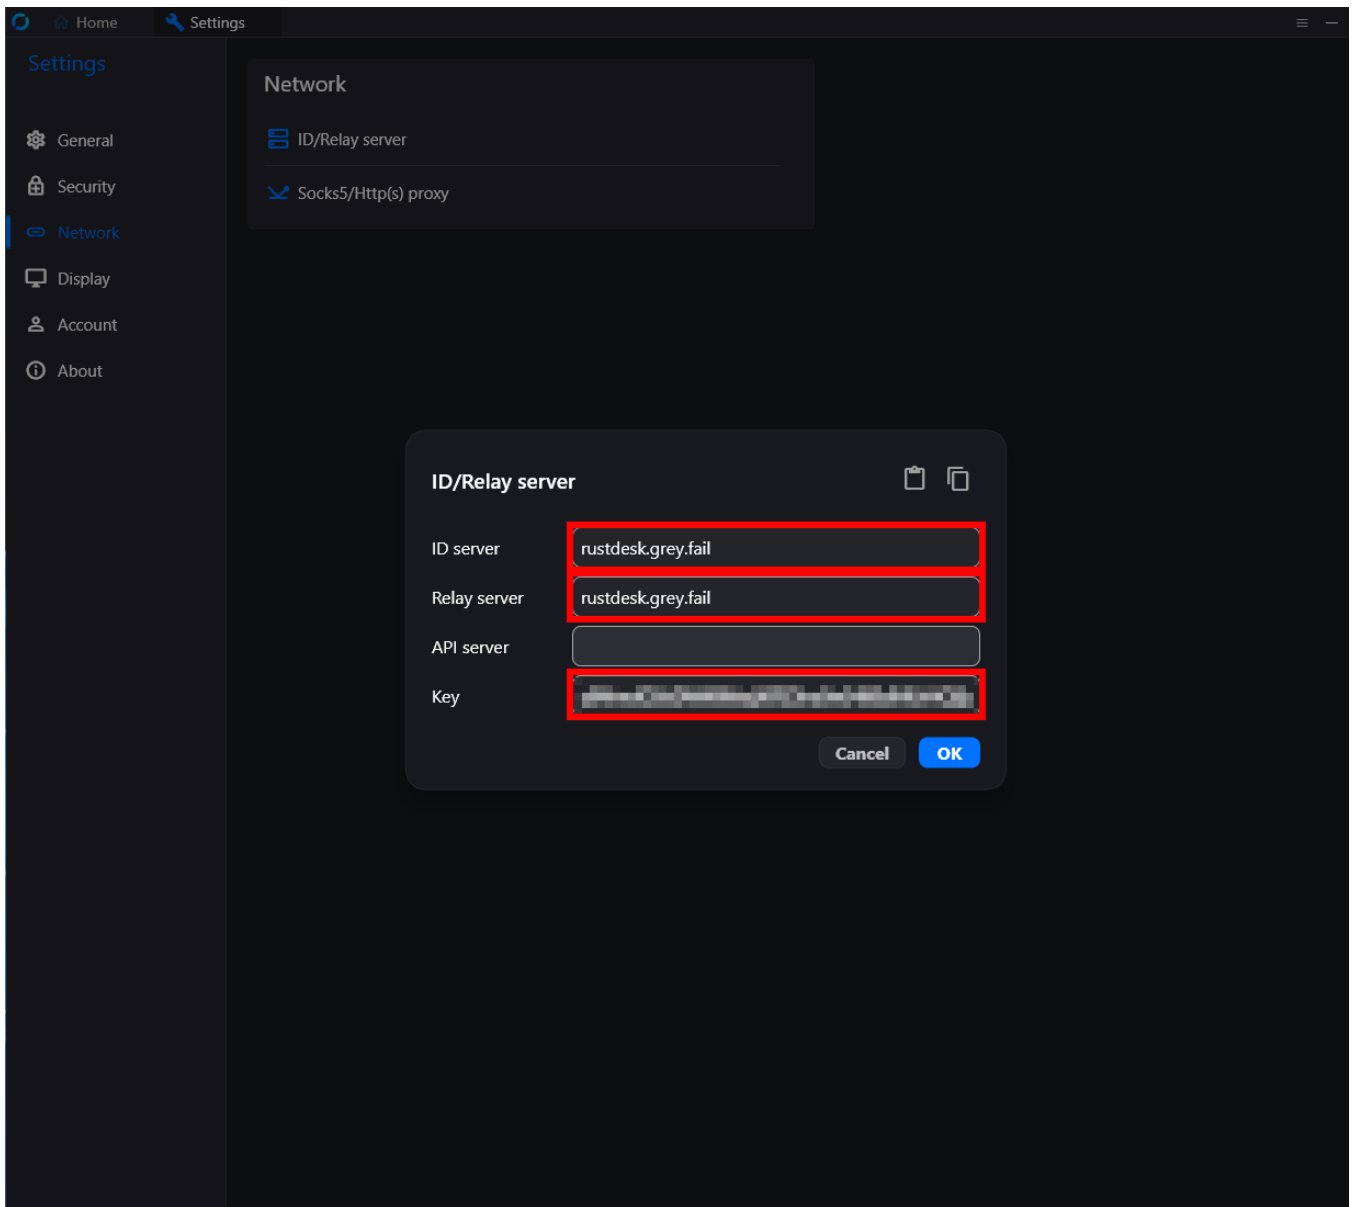 Home
Settings
Settings
General
Security
Network
Display
Account
About
Network
ID/Relay server
Socks5/Http(s) proxy
ID/Relay server
ID server
rustdesk.grey.fail
Relay server
rustdesk.grey.fail
API server
Key
Cancel
OK